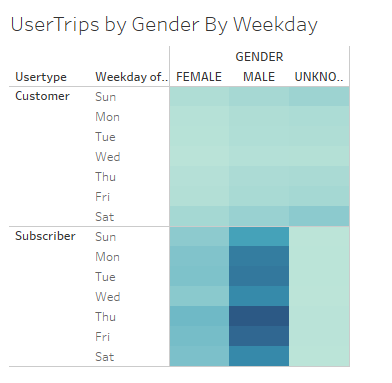 UserTrips by Gender By Weekday
GENDER
Usertype Weekday of.. FEMALE MALE UNKNO..
Customer Sun
Mon
Tue
Wed
Thu
Fri
Sat
Subscriber Sun
Mon
Tue
Wed
Thu
Fri
Sat